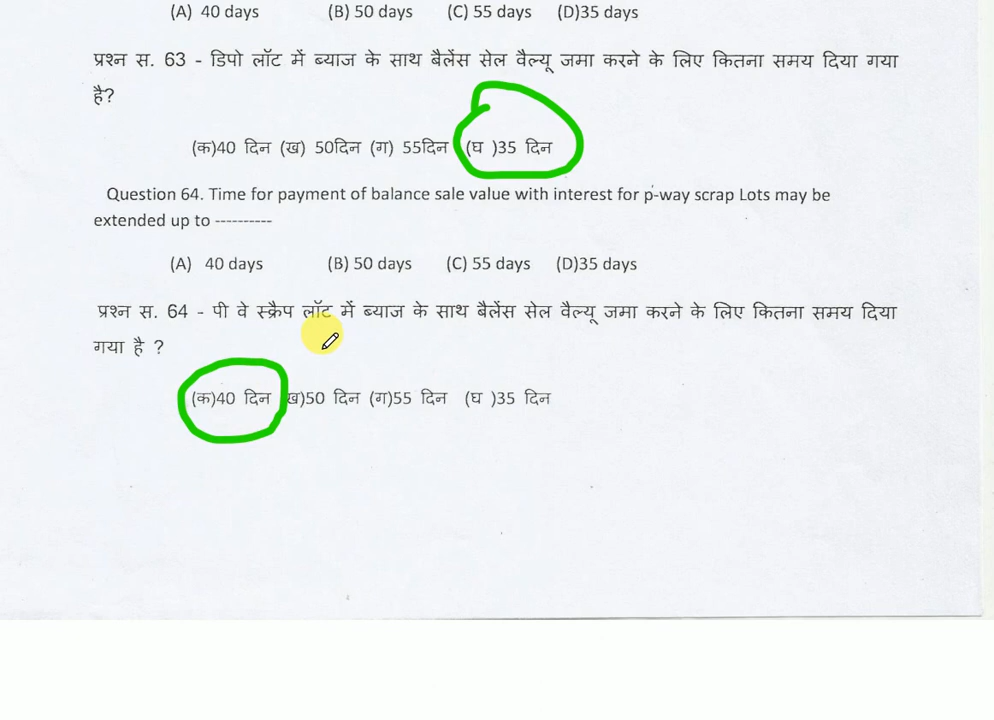 (A) 40 days (B) 50 days (C) 55 days (D)35 days
प्रश्न स. 63 - डिपो लॉट में ब्याज के साथ बैलेंस सेल वैल्यू जमा करने के लिए कितना समय दिया गया
है?
(क)40 दिन (ख) 50दिन (ग) 55दिन (घ )35 दिन
Question 64. Time for payment of balance sale value with interest for p-way scrap Lots may be
extended up to ----------
(A) 40 days (B) 50 days (C) 55 days (D)35 days
प्रश्न स. 64 - पी वे स्क्रैप लॉट में ब्याज के साथ बैलेंस सेल वैल्यू जमा करने के लिए कितना समय दिया
गया है ?
(क)40 दिन (ख)50 दिन (ग)55 दिन (घ )35 दिन